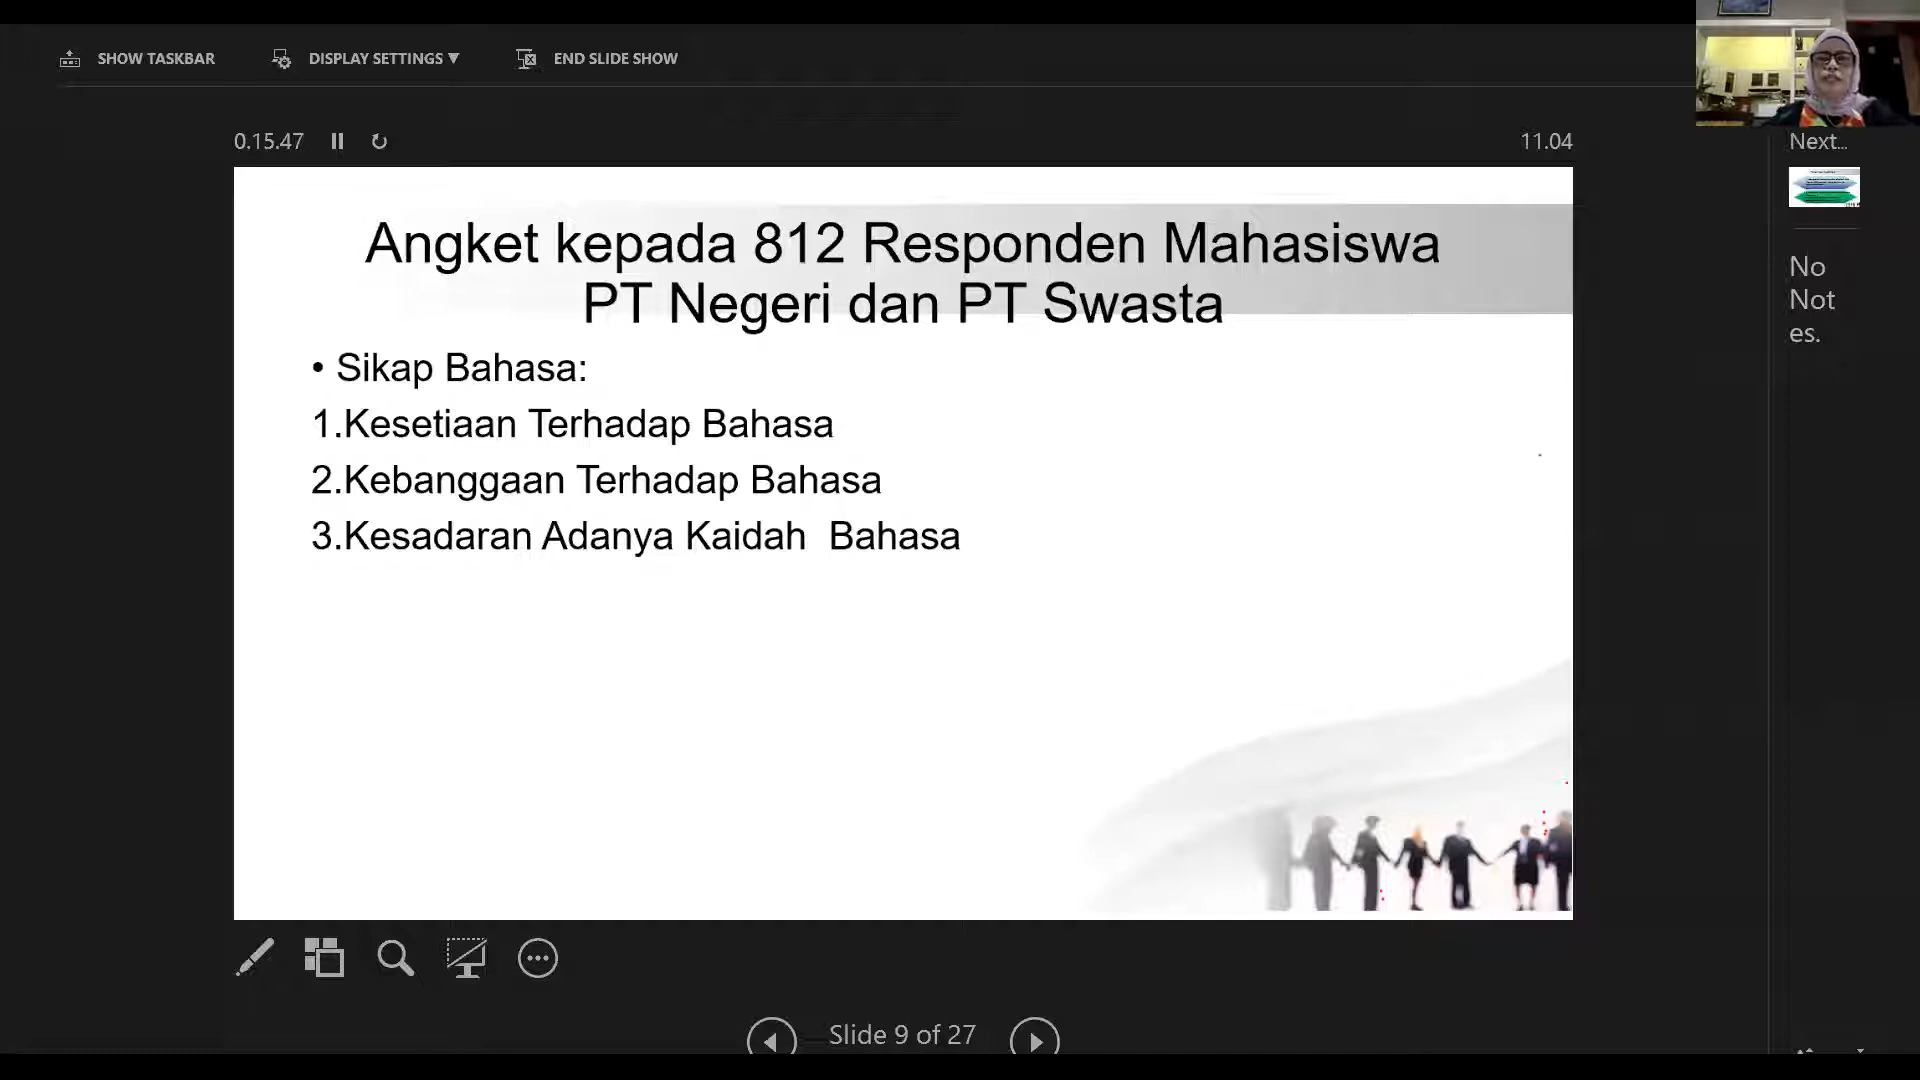 SHOW TASKBAR
DISPLAY SETTINGS ▼
END SLIDE SHOW
0.15.47
11.04
Next...
Angket kepada 812 Responden Mahasiswa
PT Negeri dan PT Swasta
• Sikap Bahasa:
1.Kesetiaan Terhadap Bahasa
2.Kebanggaan Terhadap Bahasa
3.Kesadaran Adanya Kaidah  Bahasa
No
Not
es.
Slide 9 of 27